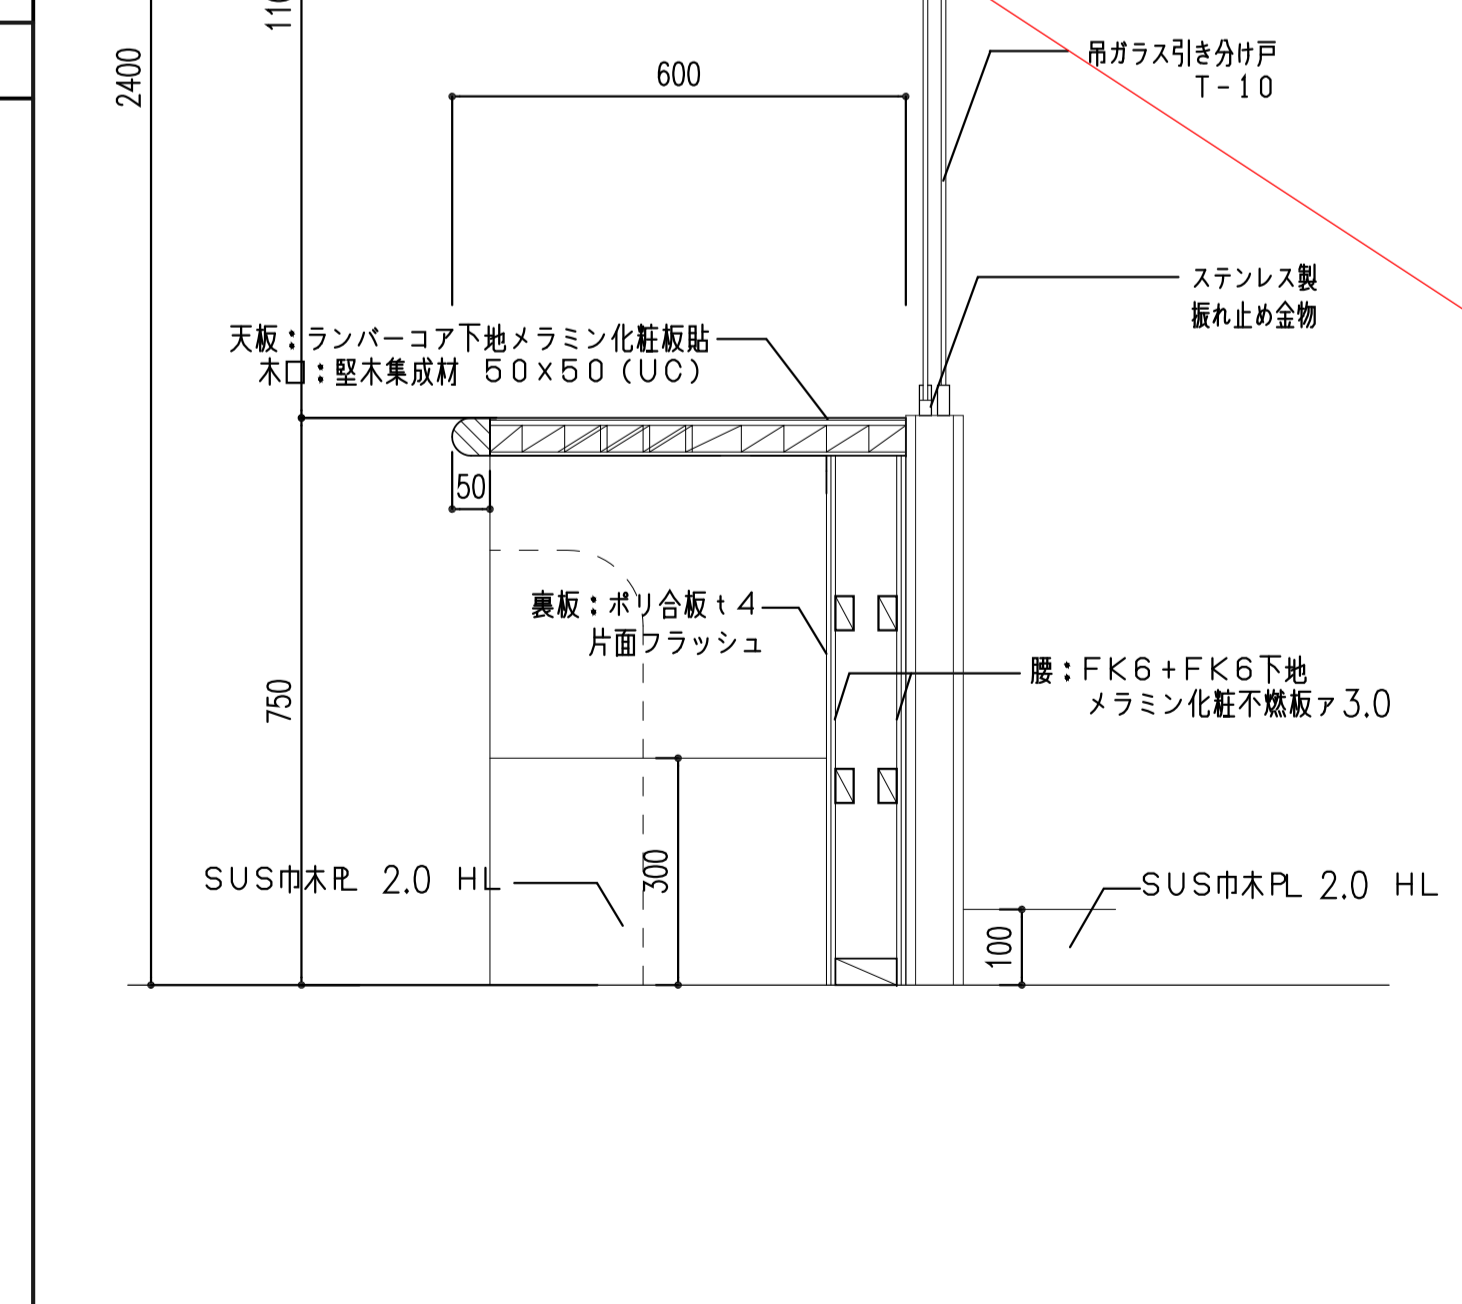 110
2400
600
吊ガラス引き分け戸
T-10
ステンレス製
振れ止め金物
天板：ランバーコア下地メラミン化粧板貼
木口：堅木集成材 50×50(UC)
50
裏板：ポリ合板t4
片面フラッシュ
腰：FK6+FK6下地
メラミン化粧不燃板ァ3.0
750
300
SUS巾木PL 2.0 HL
SUS巾木PL 2.0 HL
100